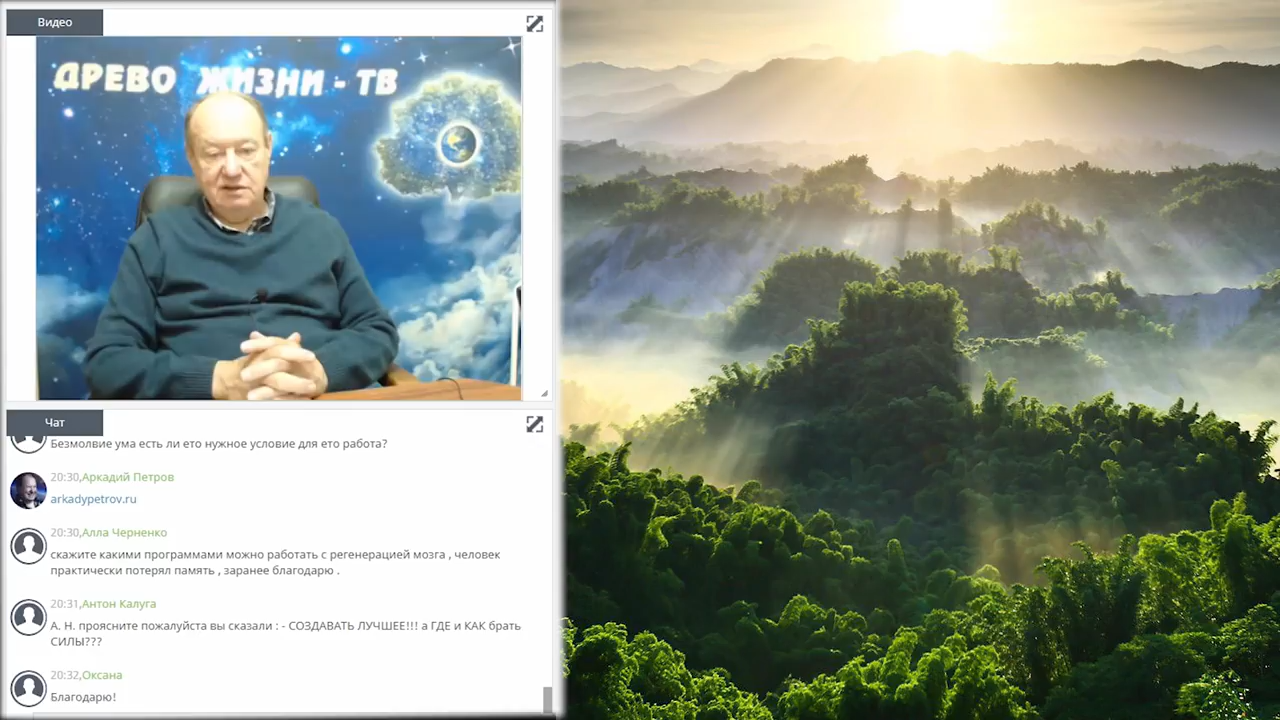 Видео
ДРЕВО ЖИЗНИ - ТВ
Чат
Безмолвие ума есть ли ето нужное условие для ето работа?
20:30,Аркадий Петров
arkadypetrov.ru
20:30,Алла Черненко
скажите какими программами можно работать с регенерацией мозга , человек
практически потерял память , заранее благодарю .
20:31,Антон Калуга
А. Н. проясните пожалуйста вы сказали : - СОЗДАВАТЬ ЛУЧШЕЕ!!! а ГДЕ и КАК брать
СИЛЫ???
20:32,Оксана
Благодарю!